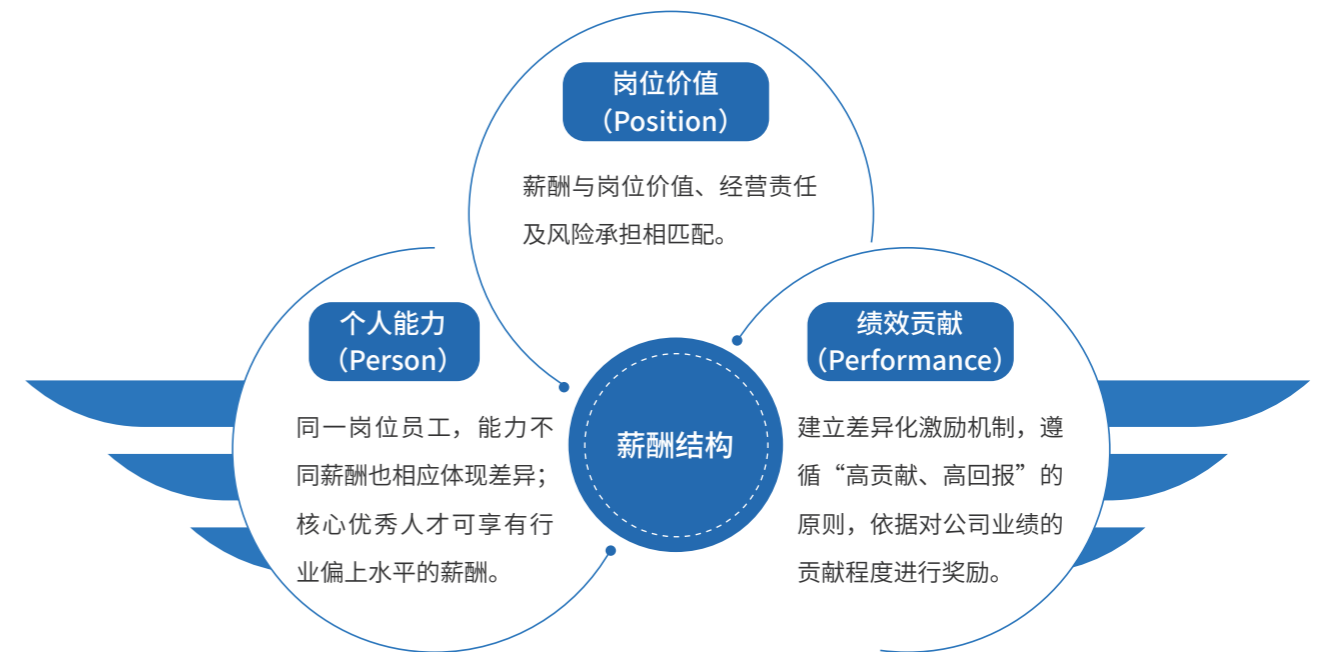 岗位价值
（Position）
薪酬与岗位价值、经营责任
及风险承担相匹配。
个人能力
（Person）
同一岗位员工，能力不
同薪酬也相应体现差异；
核心优秀人才可享有行
业偏上水平的薪酬。
薪酬结构
绩效贡献
（Performance）
建立差异化激励机制，遵
循“高贡献、高回报”的
原则，依据对公司业绩的
贡献程度进行奖励。